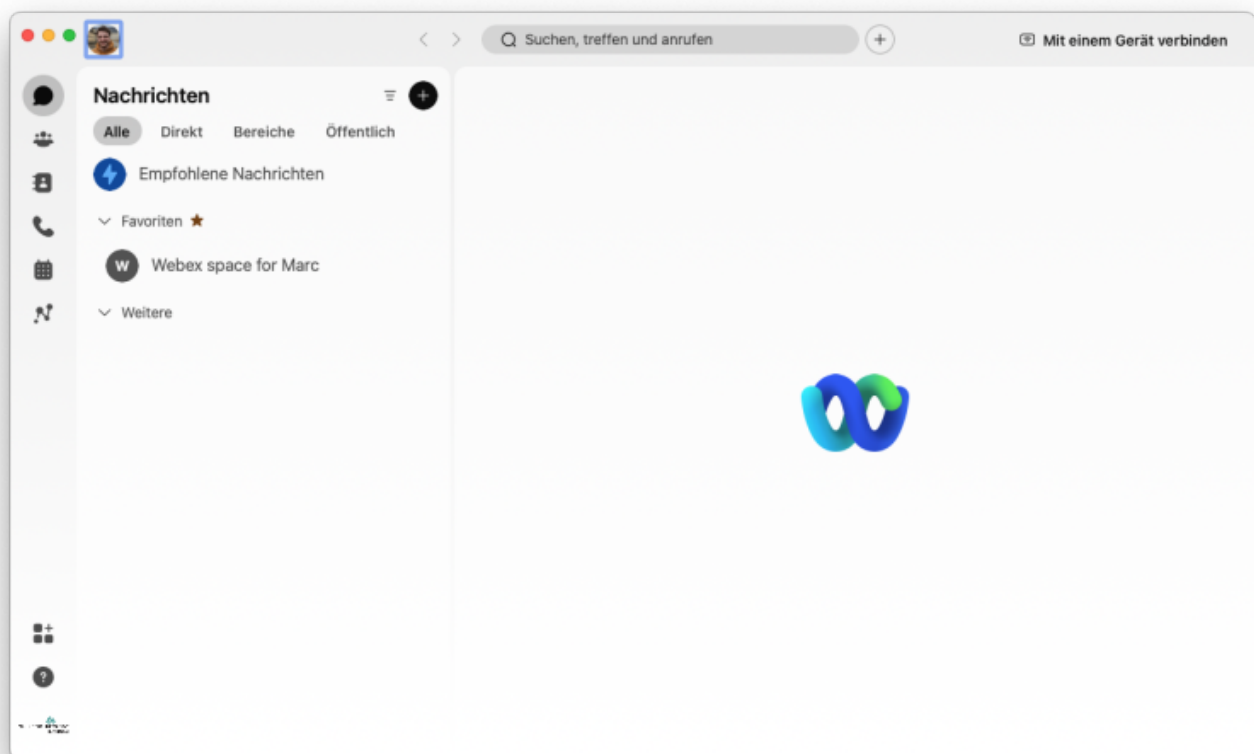 Suchen, treffen und anrufen
Mit einem Gerät verbinden
Nachrichten
Alle Direkt Bereiche Öffentlich
Empfohlene Nachrichten
Favoriten
W Webex space for Marc
Weitere
?